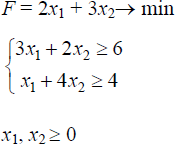 F = 2x₁ + 3x₂→ min
3x₁ + 2x₂ ≥ 6
x₁ + 4x₂ ≥ 4
x₁, x₂ ≥ 0